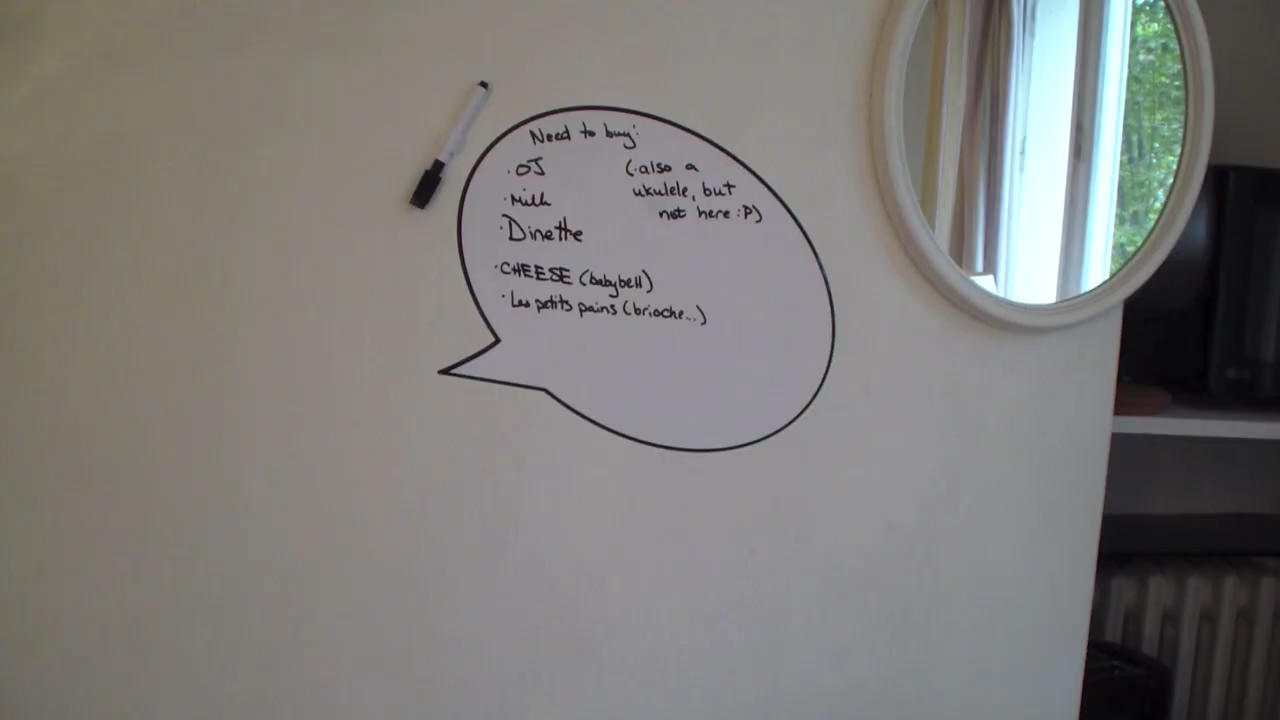 Need to buy:
· OJ
· Milk
· Dinette
· CHEESE (babybell)
· Les petits pains (brioche...)
(·also a
ukulele, but
not here :P)